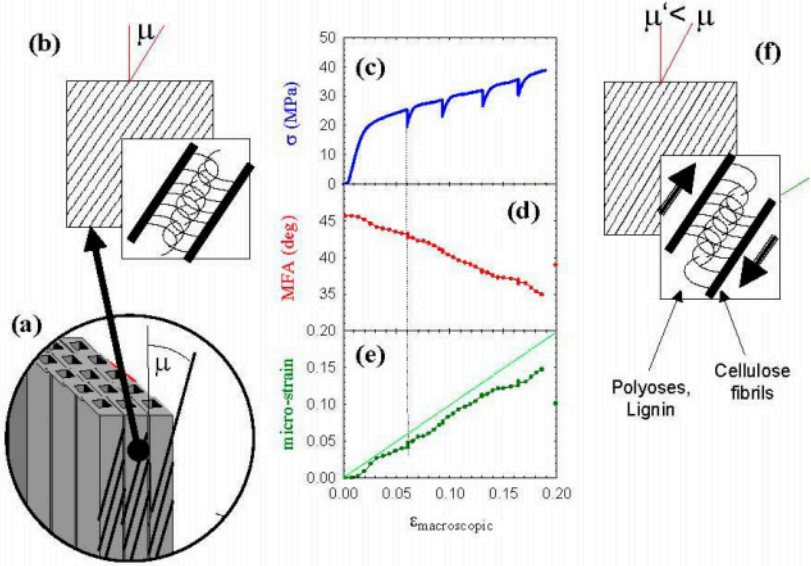 (b)
μ
(a)
μ
(c)
σ (MPa)
50
40
30
20
10
0
(d)
MFA (deg)
45
40
35
0.20
(e)
micro-strain
0.15
0.10
0.05
0.00
0.00 0.05 0.10 0.15 0.20
εmacroscopic
μ'< μ
(f)
Polyoses,
Lignin
Cellulose
fibrils